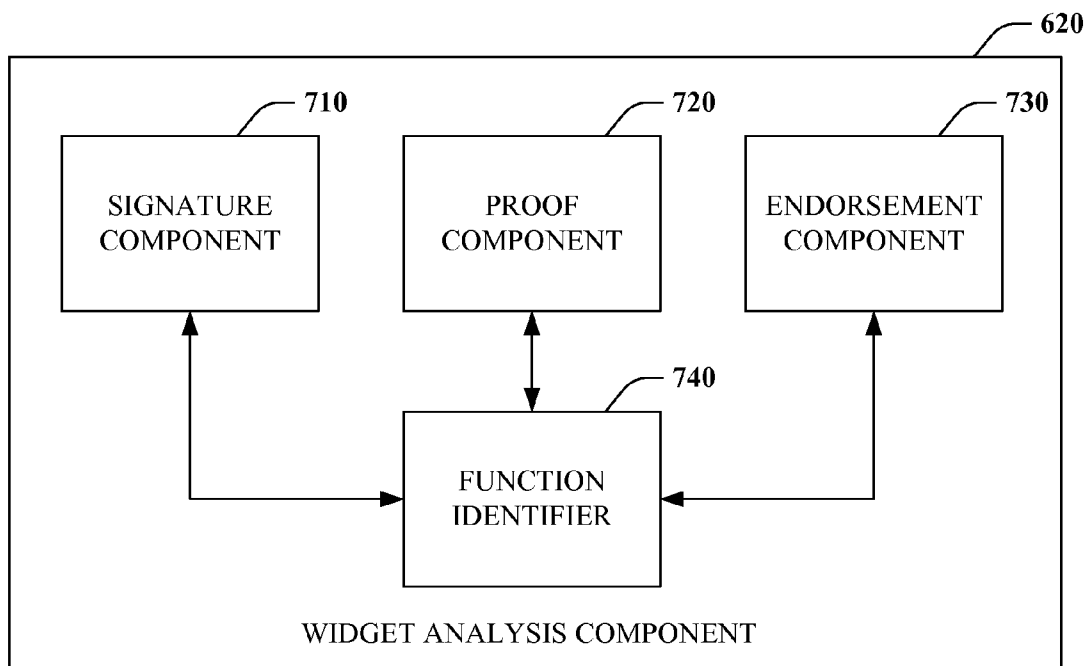 620
710
720
730
SIGNATURE
COMPONENT
PROOF
COMPONENT
ENDORSEMENT
COMPONENT
740
FUNCTION
IDENTIFIER
WIDGET ANALYSIS COMPONENT